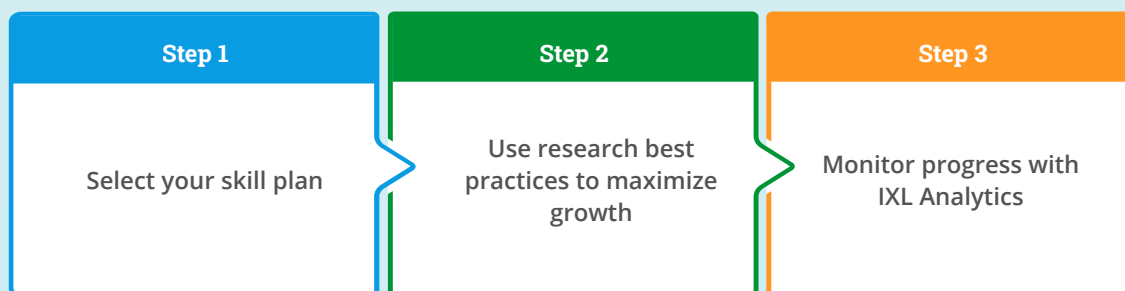 Step 1
Select your skill plan
Step 2
Use research best
practices to maximize
growth
Step 3
Monitor progress with
IXL Analytics